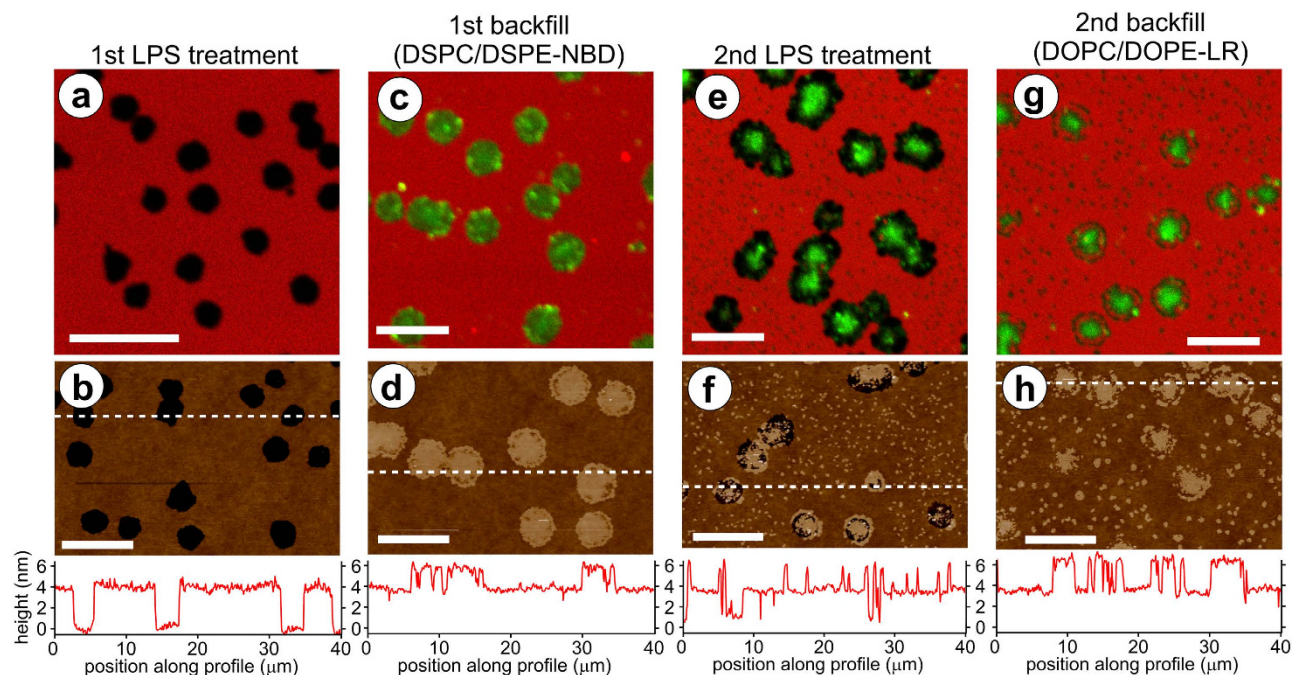 1st LPS treatment
1st backfill
(DSPC/DSPE-NBD)
2nd LPS treatment
2nd backfill
(DOPC/DOPE-LR)
a
c
e
g
b
d
f
h
height (nm)
6
4
2
0
6
4
2
0
6
4
2
0
6
4
2
0
0 10 20 30 40
0 10 20 30 40
0 10 20 30 40
0 10 20 30 40
position along profile (μm)
position along profile (μm)
position along profile (μm)
position along profile (μm)